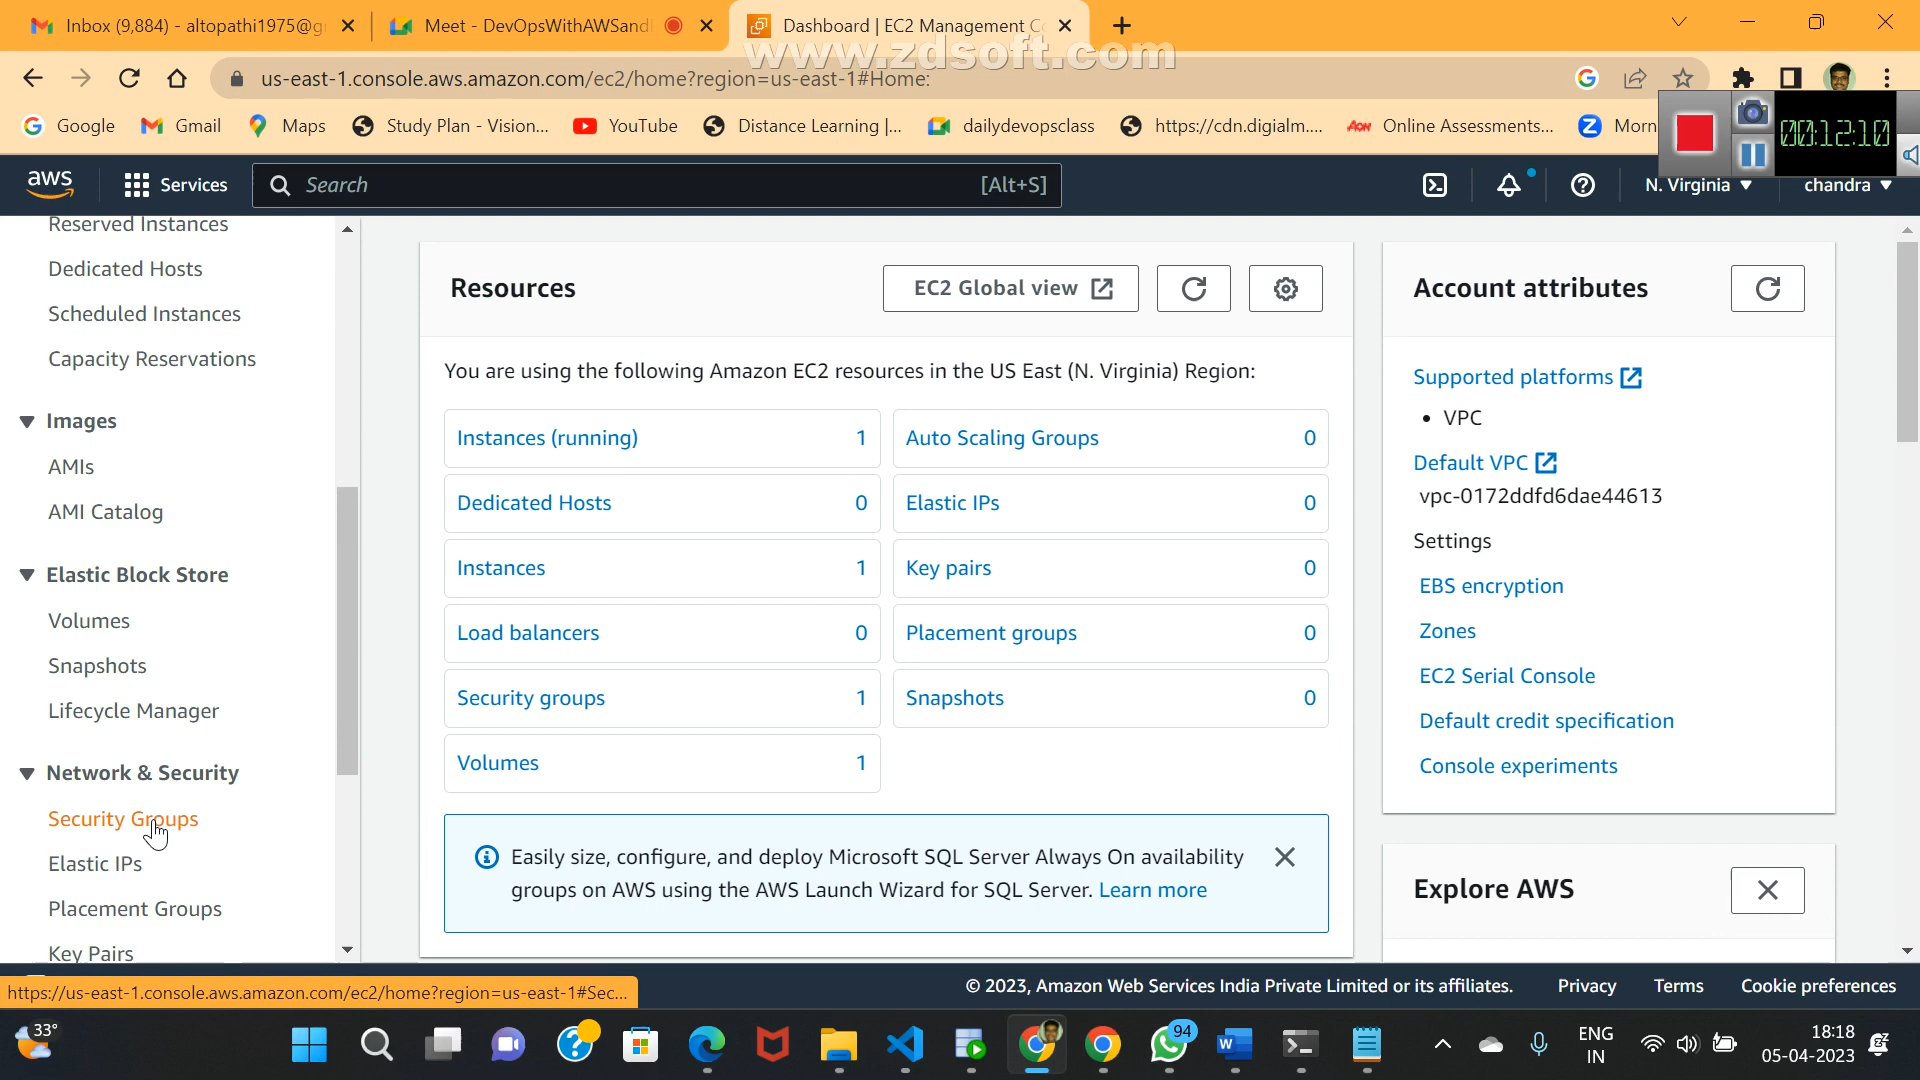 Inbox (9,884) - altopathi1975@g
Meet - DevOpsWithAWSand
Dashboard | EC2 Management C
www.zdsoft.com
us-east-1.console.aws.amazon.com/ec2/home?region=us-east-1#Home:
Google
Gmail
Maps
Study Plan - Vision...
YouTube
Distance Learning |...
dailydevopsclass
https://cdn.digialm....
Aon
Online Assessments...
Z
Morn
00:12:10
aws
Services
Search
[Alt+S]
N. Virginia
chandra
Reserved Instances
Dedicated Hosts
Scheduled Instances
Capacity Reservations
Images
AMIs
AMI Catalog
Elastic Block Store
Volumes
Snapshots
Lifecycle Manager
Network & Security
Security Groups
Elastic IPs
Placement Groups
Key Pairs
Resources
EC2 Global view
You are using the following Amazon EC2 resources in the US East (N. Virginia) Region:
Instances (running) 1
Auto Scaling Groups 0
Dedicated Hosts 0
Elastic IPs 0
Instances 1
Key pairs 0
Load balancers 0
Placement groups 0
Security groups 1
Snapshots 0
Volumes 1
Easily size, configure, and deploy Microsoft SQL Server Always On availability
groups on AWS using the AWS Launch Wizard for SQL Server. Learn more
Account attributes
Supported platforms
• VPC
Default VPC
vpc-0172ddfd6dae44613
Settings
EBS encryption
Zones
EC2 Serial Console
Default credit specification
Console experiments
Explore AWS
https://us-east-1.console.aws.amazon.com/ec2/home?region=us-east-1#Sec...
© 2023, Amazon Web Services India Private Limited or its affiliates.
Privacy
Terms
Cookie preferences
33°
94
ENG
IN
18:18
05-04-2023